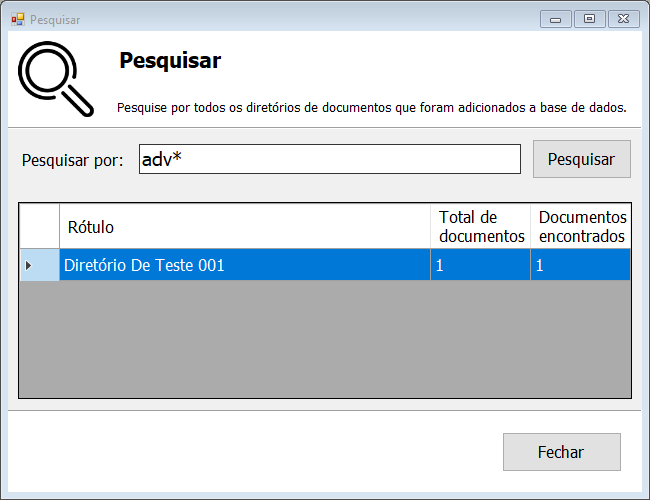 Pesquisar
Pesquisar
Pesquise por todos os diretórios de documentos que foram adicionados a base de dados.
Pesquisar por: adv* Pesquisar
Rótulo Total de documentos Documentos encontrados
Diretório De Teste 001 1 1
Fechar